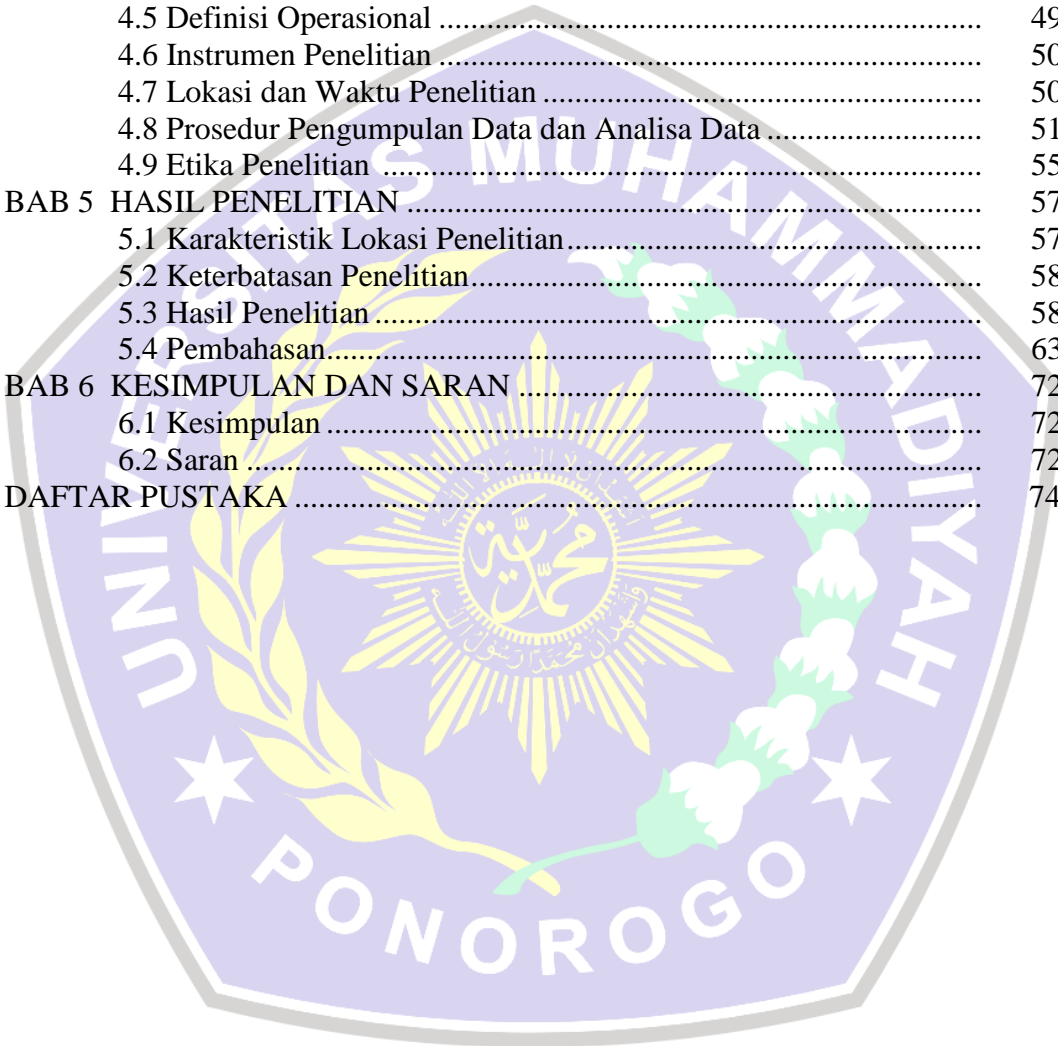 4.5 Definisi Operasional .................................................................... 49
4.6 Instrumen Penelitian .................................................................... 50
4.7 Lokasi dan Waktu Penelitian ....................................................... 50
4.8 Prosedur Pengumpulan Data dan Analisa Data ........................... 51
4.9 Etika Penelitian ........................................................................... 55
BAB 5 HASIL PENELITIAN ........................................................................ 57
5.1 Karakteristik Lokasi Penelitian.................................................... 57
5.2 Keterbatasan Penelitian................................................................ 58
5.3 Hasil Penelitian ............................................................................ 58
5.4 Pembahasan.................................................................................. 63
BAB 6 KESIMPULAN DAN SARAN .......................................................... 72
6.1 Kesimpulan .................................................................................. 72
6.2 Saran ............................................................................................ 72
DAFTAR PUSTAKA ...................................................................................... 74
UNIVERSITAS MUHAMMADIYAH
محمدية
PONOROGO